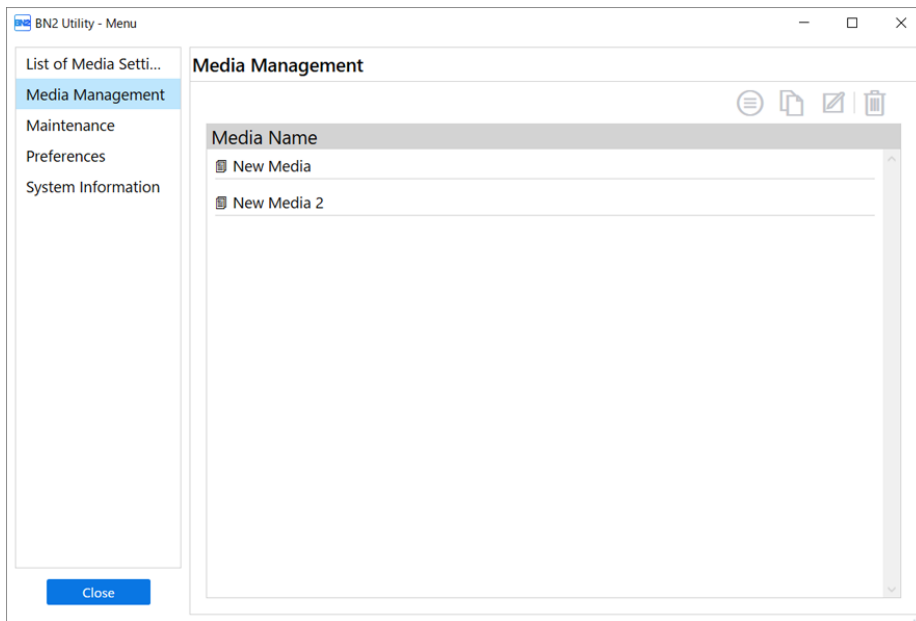 BN2 BN2 Utility - Menu
List of Media Setti...
Media Management
Maintenance
Preferences
System Information
Close
Media Management
Media Name
New Media
New Media 2